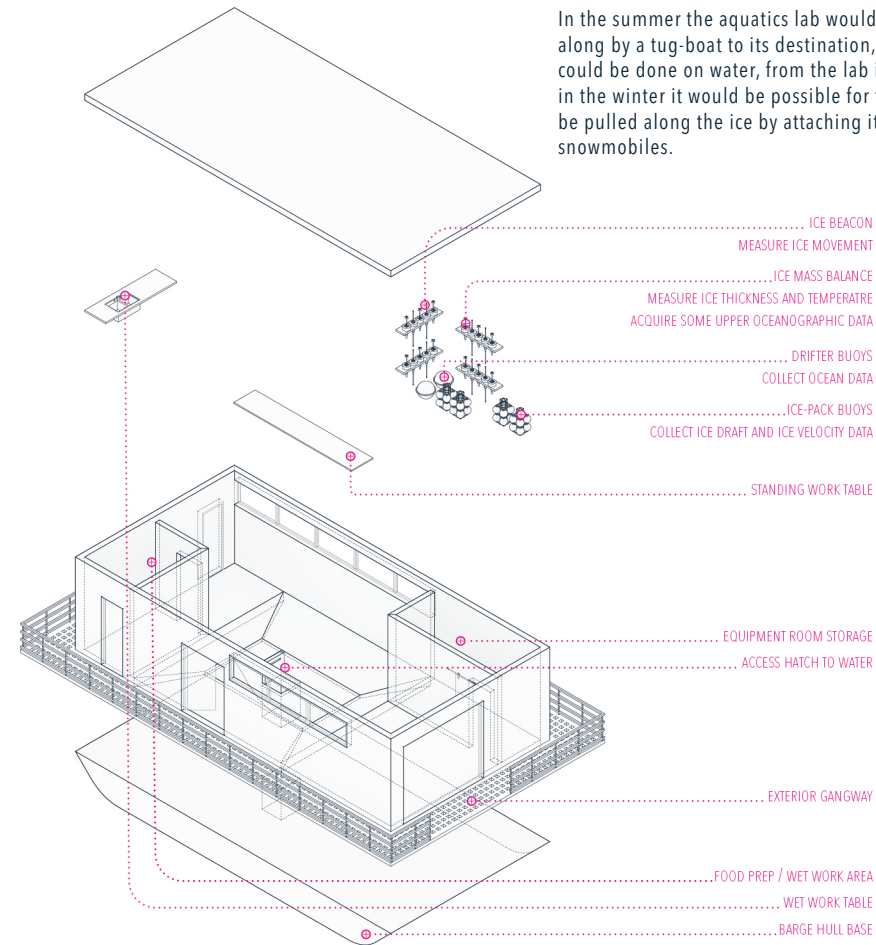 In the summer the aquatics lab would
along by a tug-boat to its destination,
could be done on water, from the lab
in the winter it would be possible for
be pulled along the ice by attaching
snowmobiles.
ICE BEACON
MEASURE ICE MOVEMENT
ICE MASS BALANCE
MEASURE ICE THICKNESS AND TEMPERATRE
ACQUIRE SOME UPPER OCEANOGRAPHIC DATA
DRIFTER BUOYS
COLLECT OCEAN DATA
ICE-PACK BUOYS
COLLECT ICE DRAFT AND ICE VELOCITY DATA
STANDING WORK TABLE
EQUIPMENT ROOM STORAGE
ACCESS HATCH TO WATER
EXTERIOR GANGWAY
FOOD PREP / WET WORK AREA
WET WORK TABLE
BARGE HULL BASE